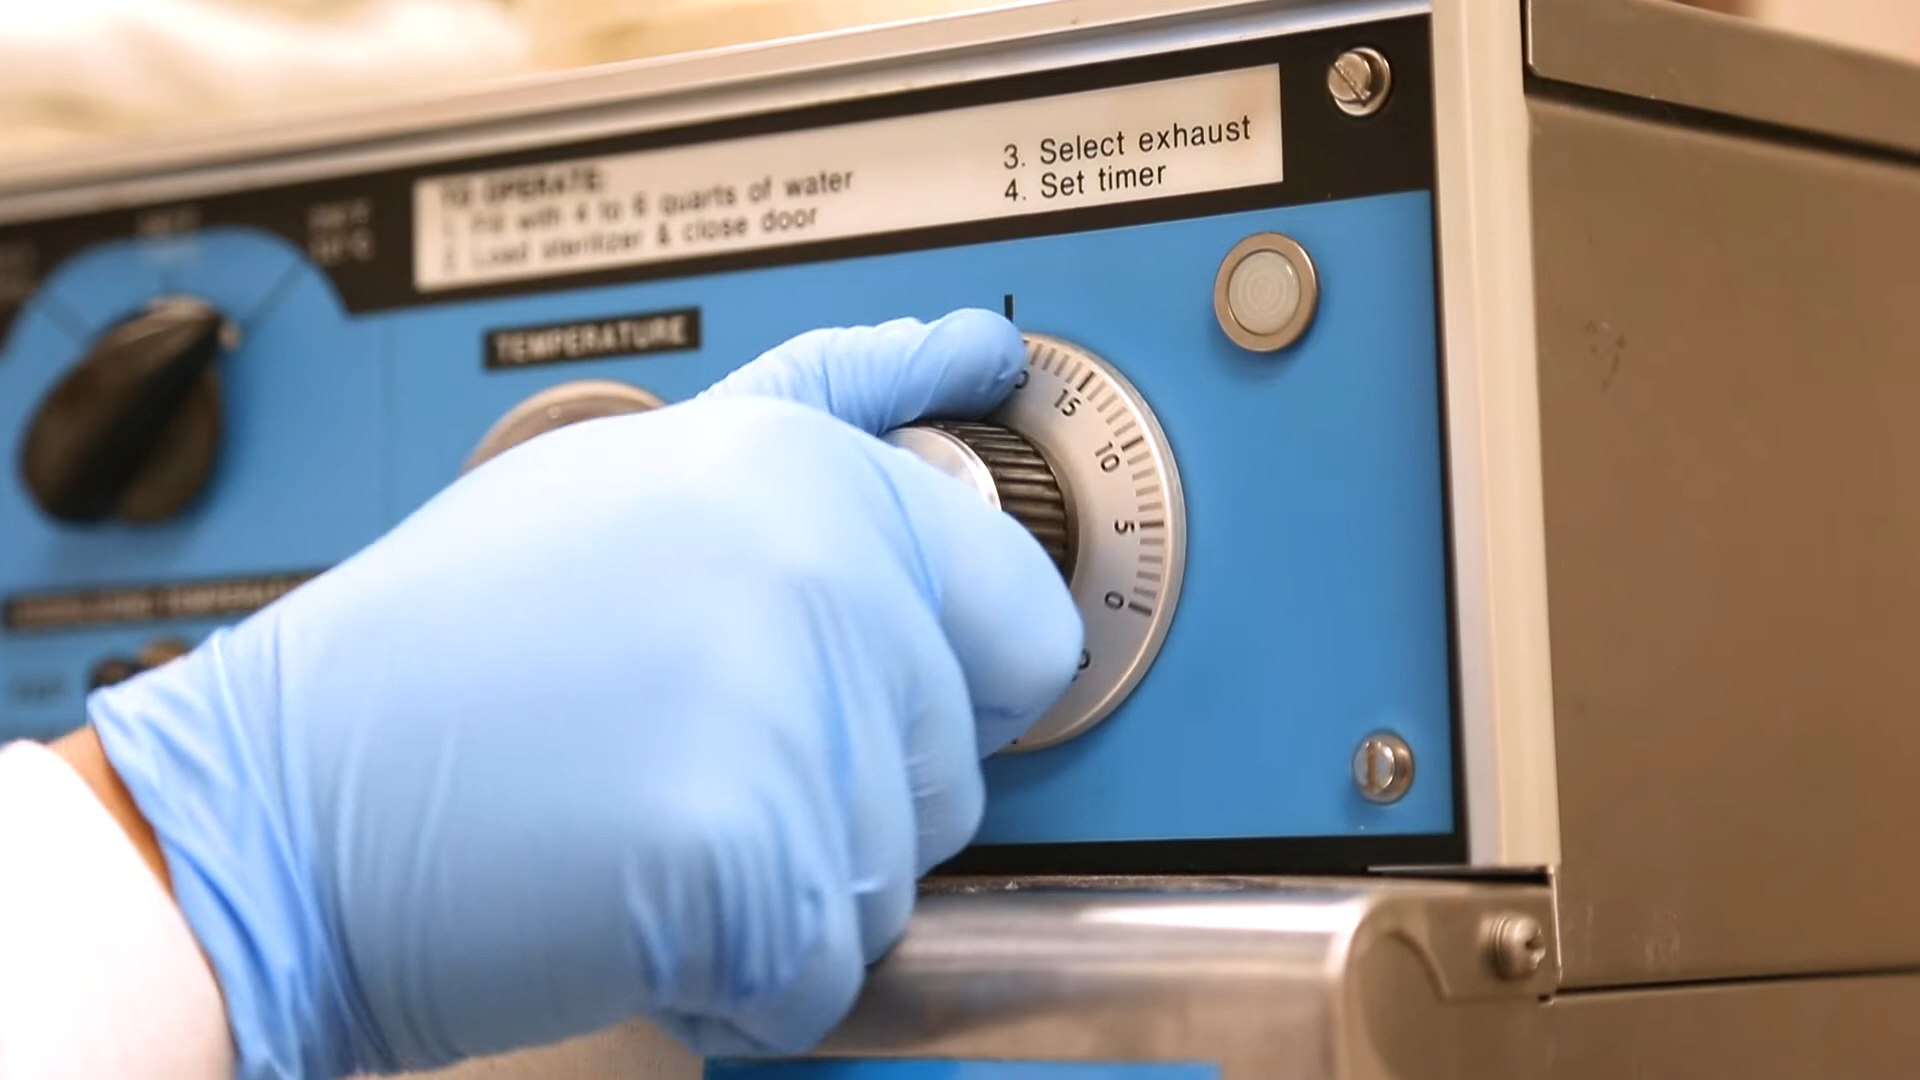 TO OPERATE:
1. Fill with 4 to 6 quarts of water
2. Load sterilizer & close door
3. Select exhaust
4. Set timer
TEMPERATURE
15
10
5
0